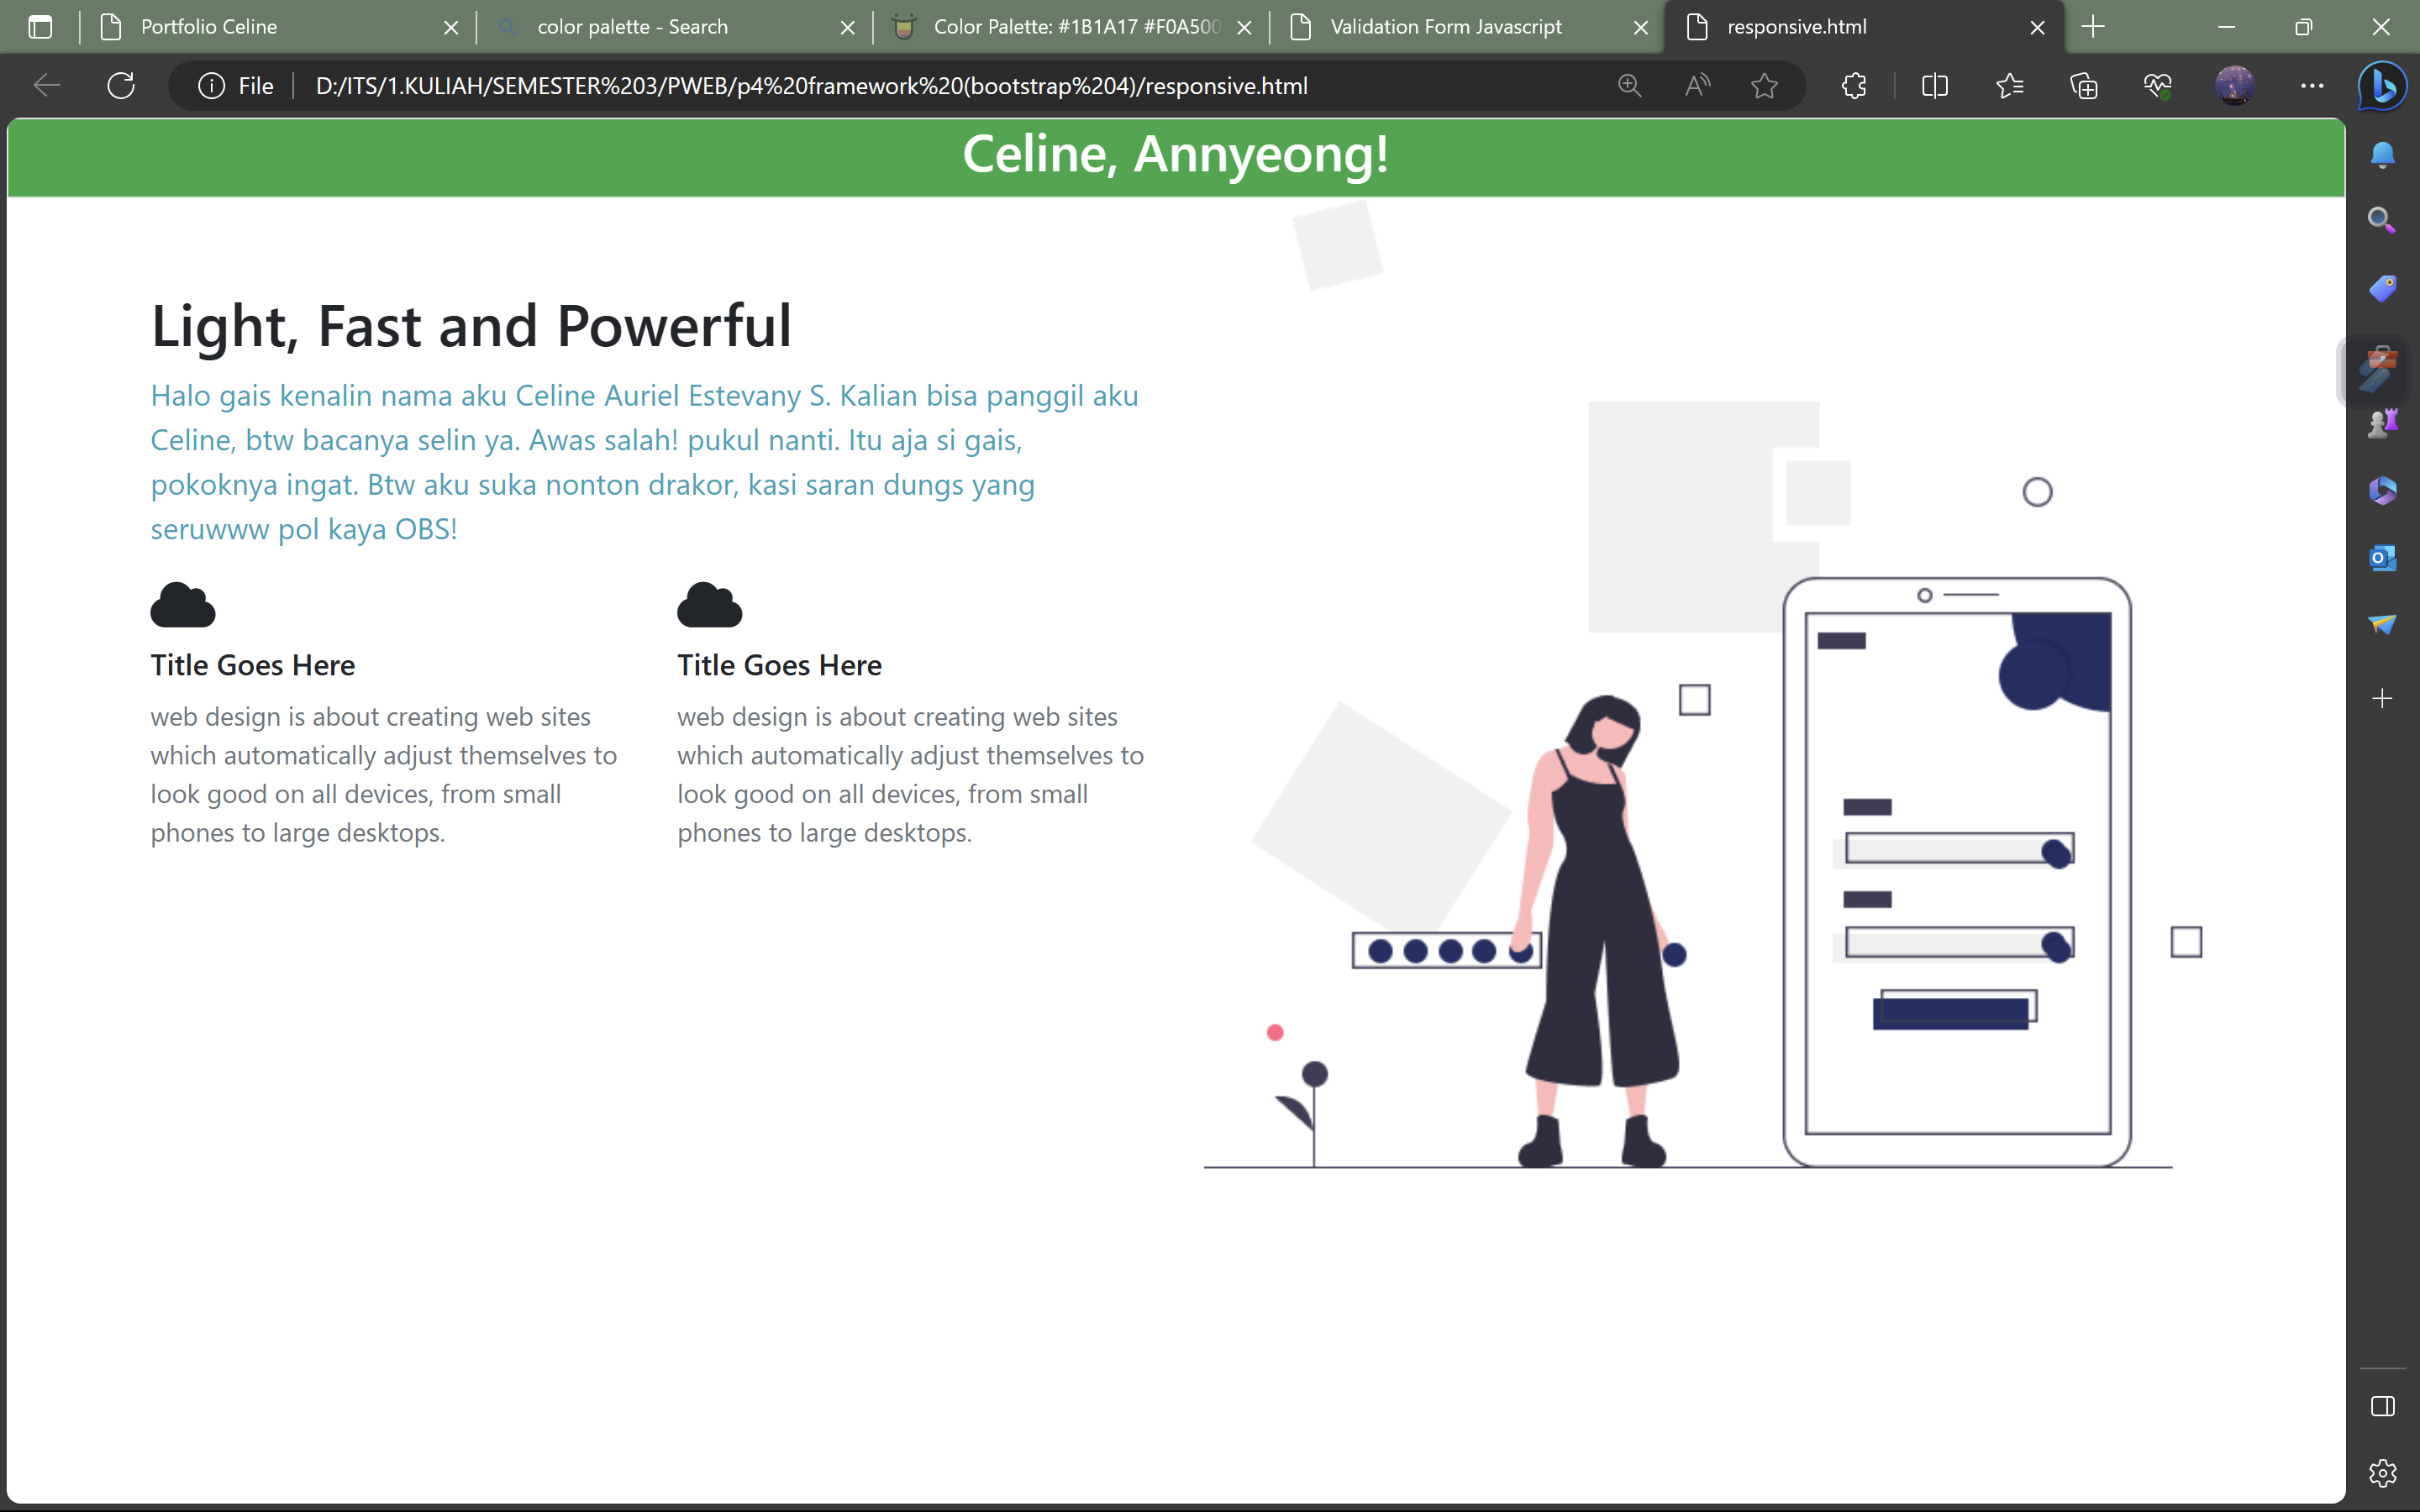 Portfolio Celine
color palette - Search
Color Palette: #1B1A17 #F0A500
Validation Form Javascript
responsive.html
File
D:/ITS/1.KULIAH/SEMESTER%203/PWEB/p4%20framework%20(bootstrap%204)/responsive.html
Celine, Annyeong!
Light, Fast and Powerful
Halo gais kenalin nama aku Celine Auriel Estevany S. Kalian bisa panggil aku
Celine, btw bacanya selin ya. Awas salah! pukul nanti. Itu aja si gais,
pokoknya ingat. Btw aku suka nonton drakor, kasi saran dungs yang
seruwww pol kaya OBS!
Title Goes Here
web design is about creating web sites
which automatically adjust themselves to
look good on all devices, from small
phones to large desktops.
Title Goes Here
web design is about creating web sites
which automatically adjust themselves to
look good on all devices, from small
phones to large desktops.